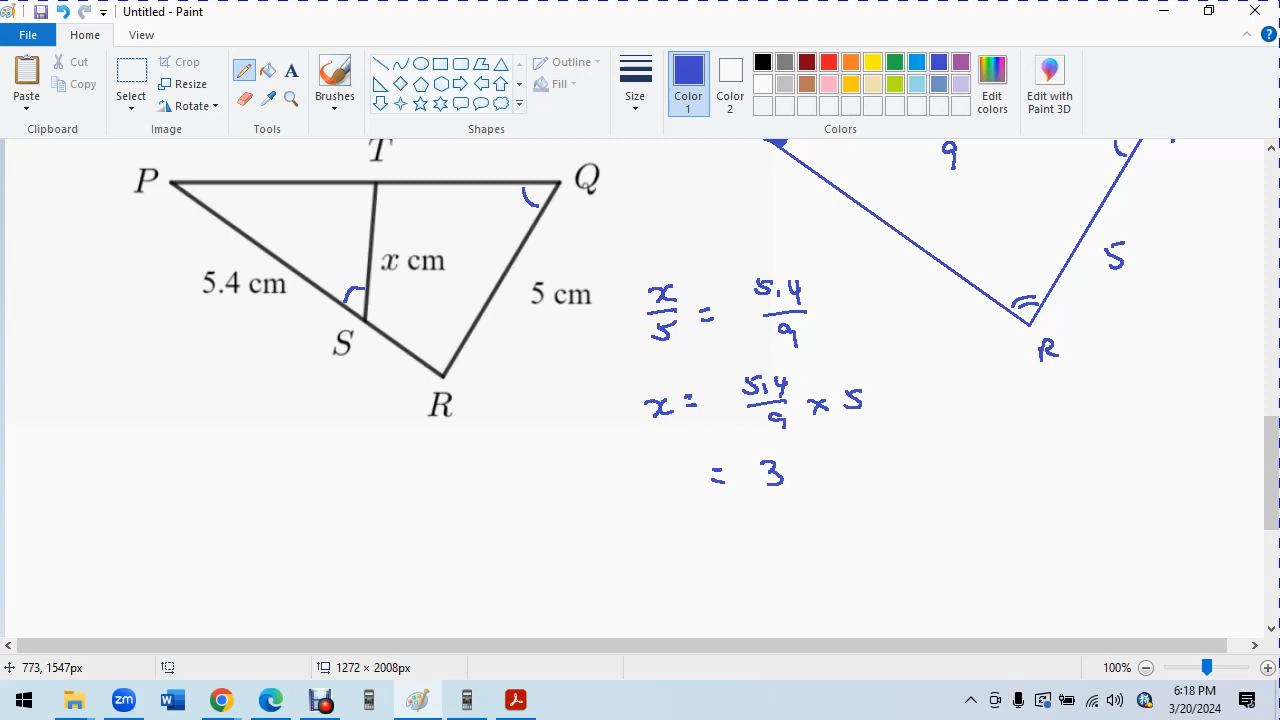 Untitled - Paint
File Home View
Paste Cut Copy Clipboard
Select Crop Resize Rotate Image
Tools
Brushes
Shapes
Outline Fill
Size
Color 1 Color 2 Edit colors Colors
Edit with Paint 3D
T
P Q
x cm
5.4 cm
5 cm
S
R
9
5
R
x/5 = 5.4/9
x = 5.4/9 × 5
= 3
773, 1547px 1272 × 2008px 100%
6:18 PM
3/20/2024